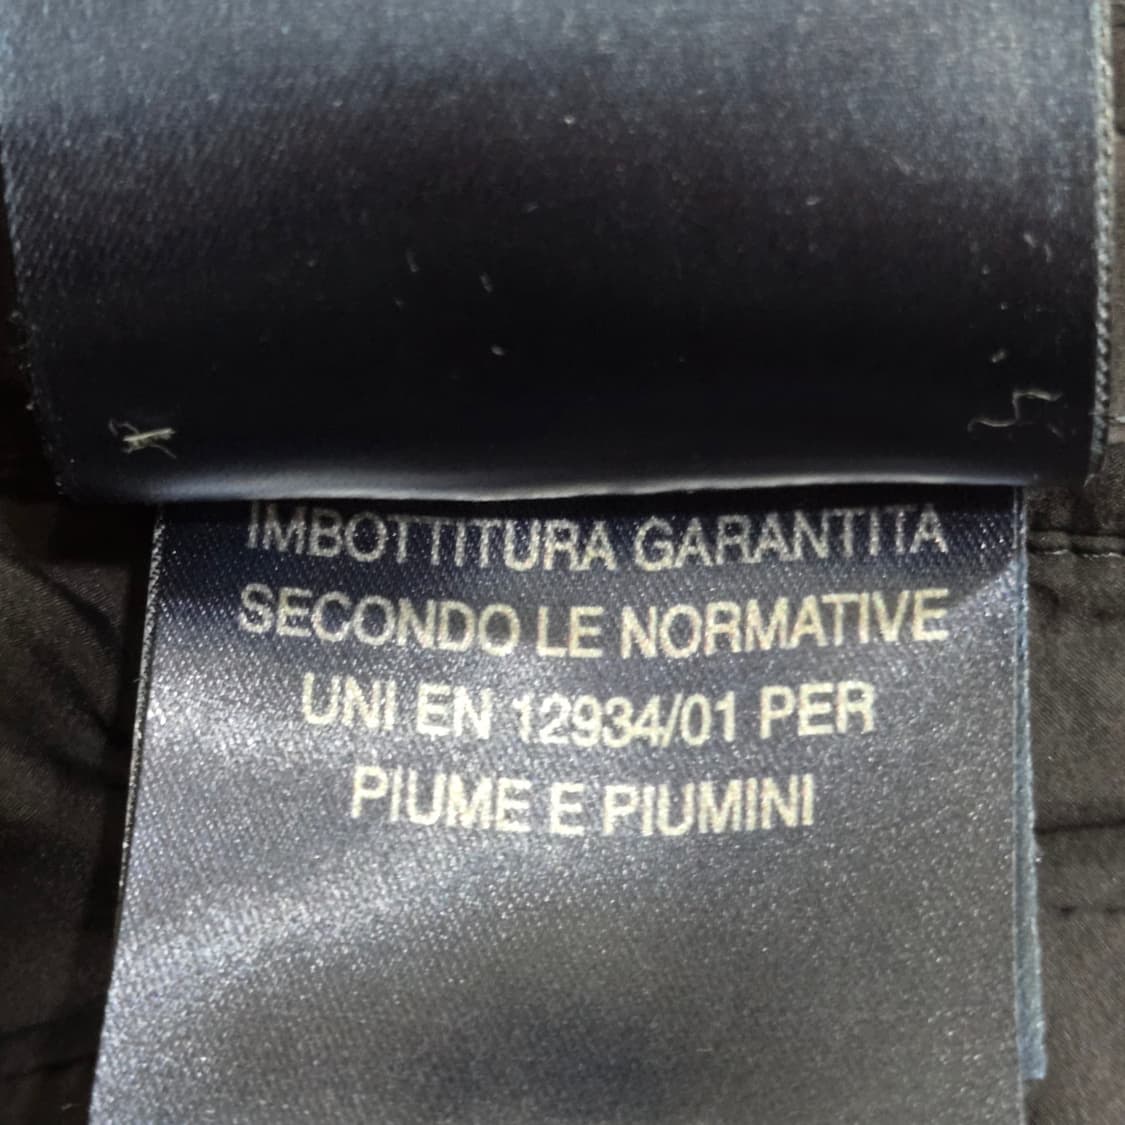 IMBOTTITURA GARANTITA
SECONDO LE NORMATIVE
UNI EN 12934/01 PER
PIUME E PIUMINI